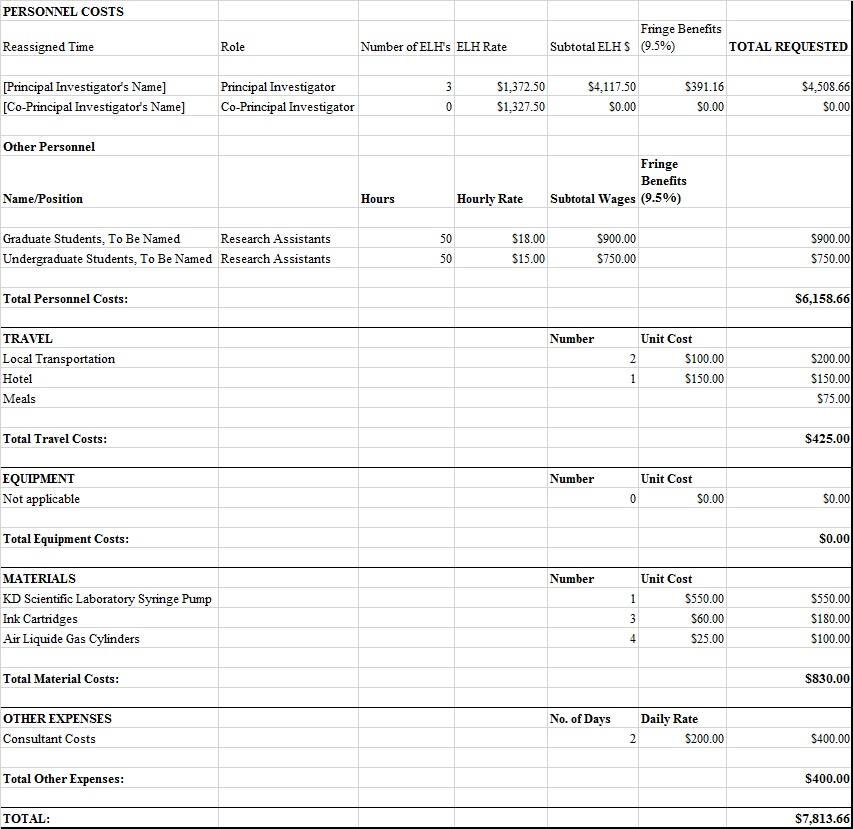 PERSONNEL COSTS
Fringe Benefits
Reassigned Time Role Number of ELH's ELH Rate Subtotal ELH $ (9.5%) TOTAL REQUESTED
[Principal Investigator's Name] Principal Investigator 3 $1,372.50 $4,117.50 $391.16 $4,508.66
[Co-Principal Investigator's Name] Co-Principal Investigator 0 $1,327.50 $0.00 $0.00 $0.00
Other Personnel
Fringe
Benefits
Name/Position Hours Hourly Rate Subtotal Wages (9.5%)
Graduate Students, To Be Named Research Assistants 50 $18.00 $900.00 $900.00
Undergraduate Students, To Be Named Research Assistants 50 $15.00 $750.00 $750.00
Total Personnel Costs: $6,158.66
TRAVEL Number Unit Cost
Local Transportation 2 $100.00 $200.00
Hotel 1 $150.00 $150.00
Meals $75.00
Total Travel Costs: $425.00
EQUIPMENT Number Unit Cost
Not applicable 0 $0.00 $0.00
Total Equipment Costs: $0.00
MATERIALS Number Unit Cost
KD Scientific Laboratory Syringe Pump 1 $550.00 $550.00
Ink Cartridges 3 $60.00 $180.00
Air Liquide Gas Cylinders 4 $25.00 $100.00
Total Material Costs: $830.00
OTHER EXPENSES No. of Days Daily Rate
Consultant Costs 2 $200.00 $400.00
Total Other Expenses: $400.00
TOTAL: $7,813.66